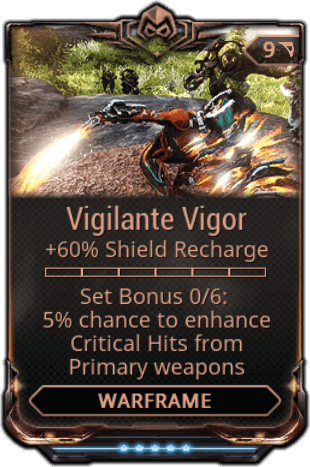 9
Vigilante Vigor
+60% Shield Recharge
Set Bonus 0/6:
5% chance to enhance
Critical Hits from
Primary weapons
WARFRAME